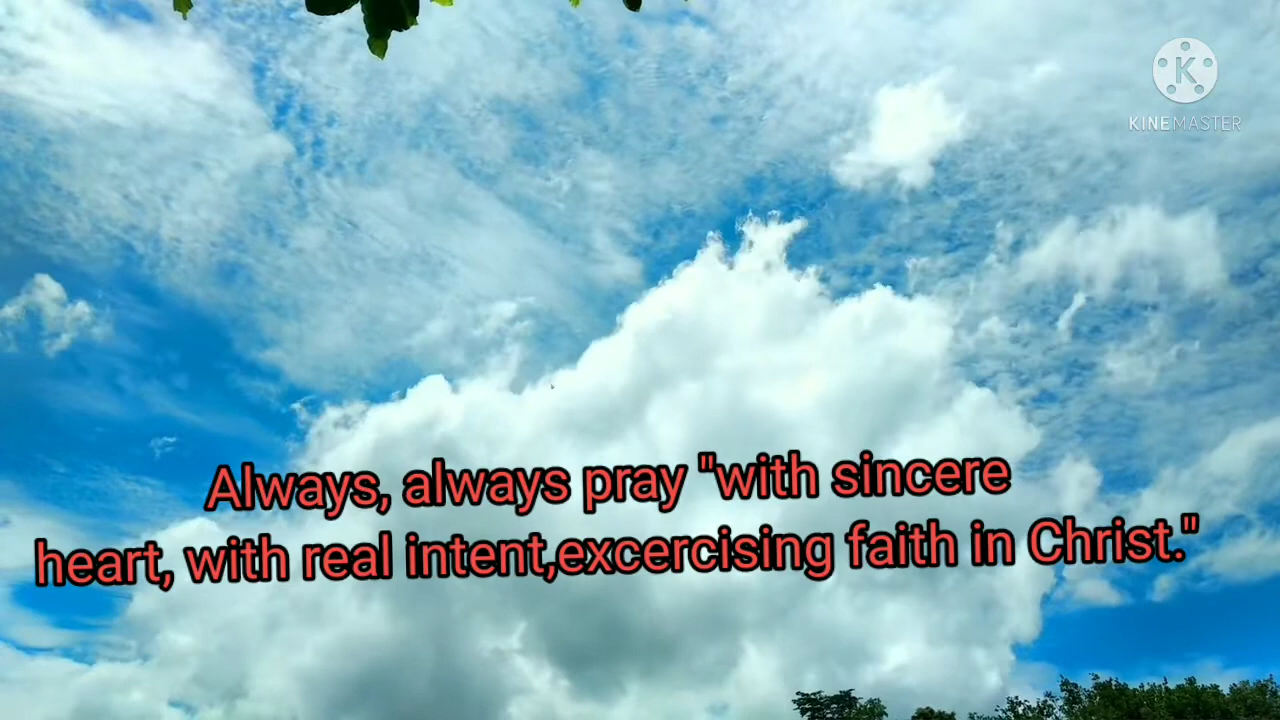 KINEMASTER
Always, always pray "with sincere
heart, with real intent,excercising faith in Christ."